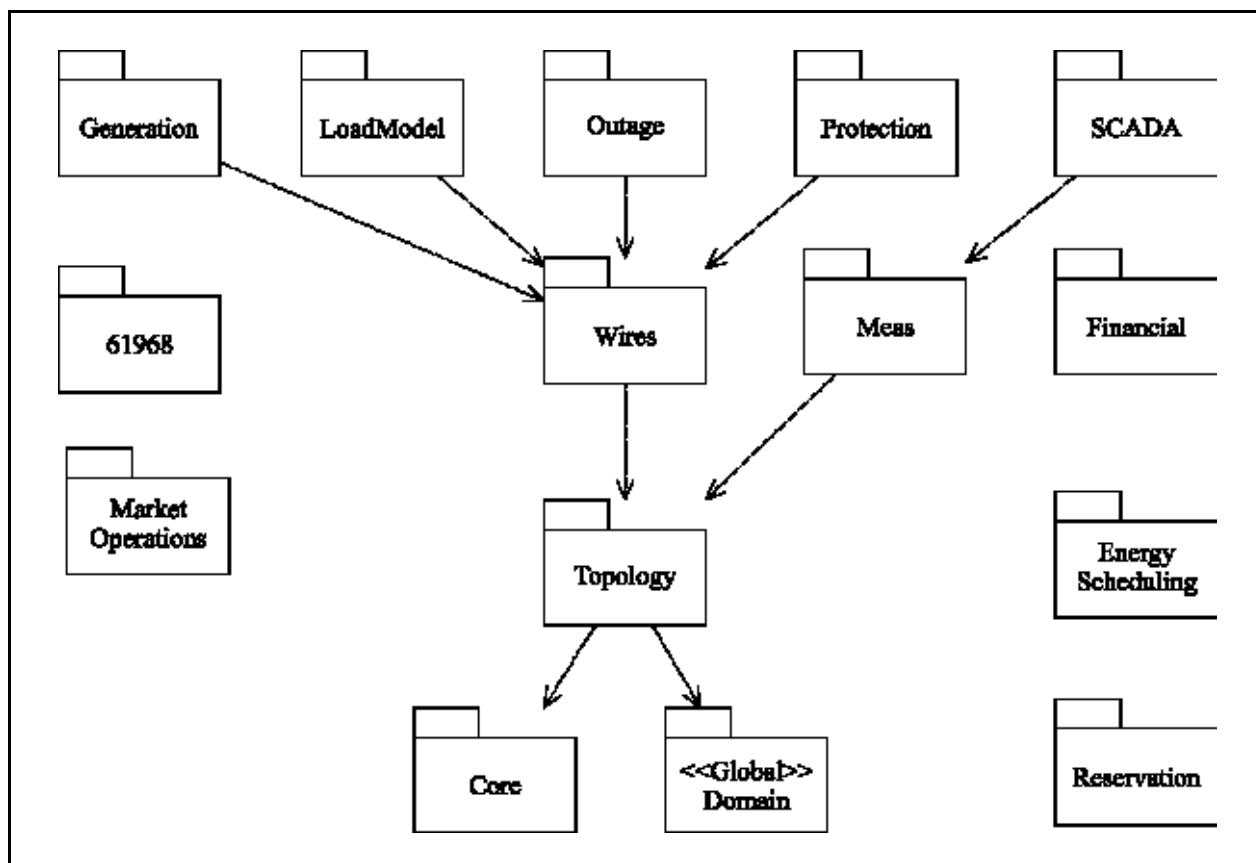 Generation
LoadModel
Outage
Protection
SCADA
61968
Wires
Meas
Financial
Market
Operations
Topology
Energy
Scheduling
Core
<<Global>>
Domain
Reservation